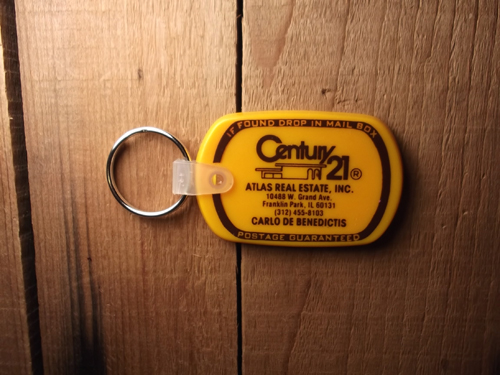 IF FOUND DROP IN MAIL BOX
Century 21®
ATLAS REAL ESTATE, INC.
10488 W. Grand Ave.
Franklin Park, IL 60131
(312) 455-8103
CARLO DE BENEDICTIS
POSTAGE GUARANTEED